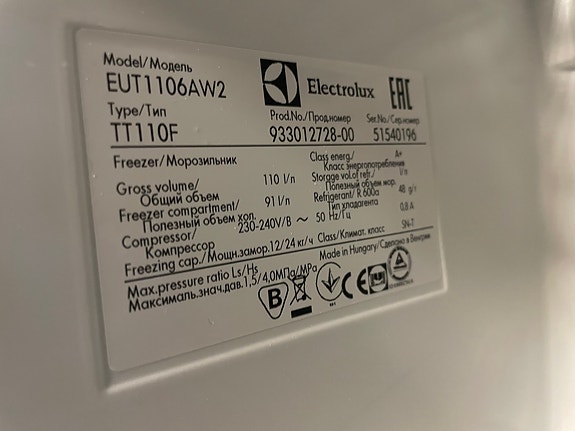 Model/Модель
EUT1106AW2
Electrolux
EAC
Type/Тип
TT110F
Prod.No./Прод.номер
933012728-00
Ser.No./Сер.номер
51540196
Freezer/Морозильник
Class energ./ A+
Класс энергопотребления
Gross volume/ 110 l/л
Общий объем
Storage vol.of refr./ l/л
Полезный объем мор.
Freezer compartment/ 91 l/л
Полезный объем хол.
Refrigerant/ R 600a 48 g/г
Тип хладагента
Compressor/ 230-240V/B ~ 50 Hz/Гц 0,8 A
Компрессор
Freezing cap./Мощн.замор.12/24 kг/ч Class/Климат. класс SN-T
Max.pressure ratio Ls/Hs
Максималь.знач.дав.1,5/4,0МПа/MPa
Made in Hungary/Сделано в Венгрии
B
CE